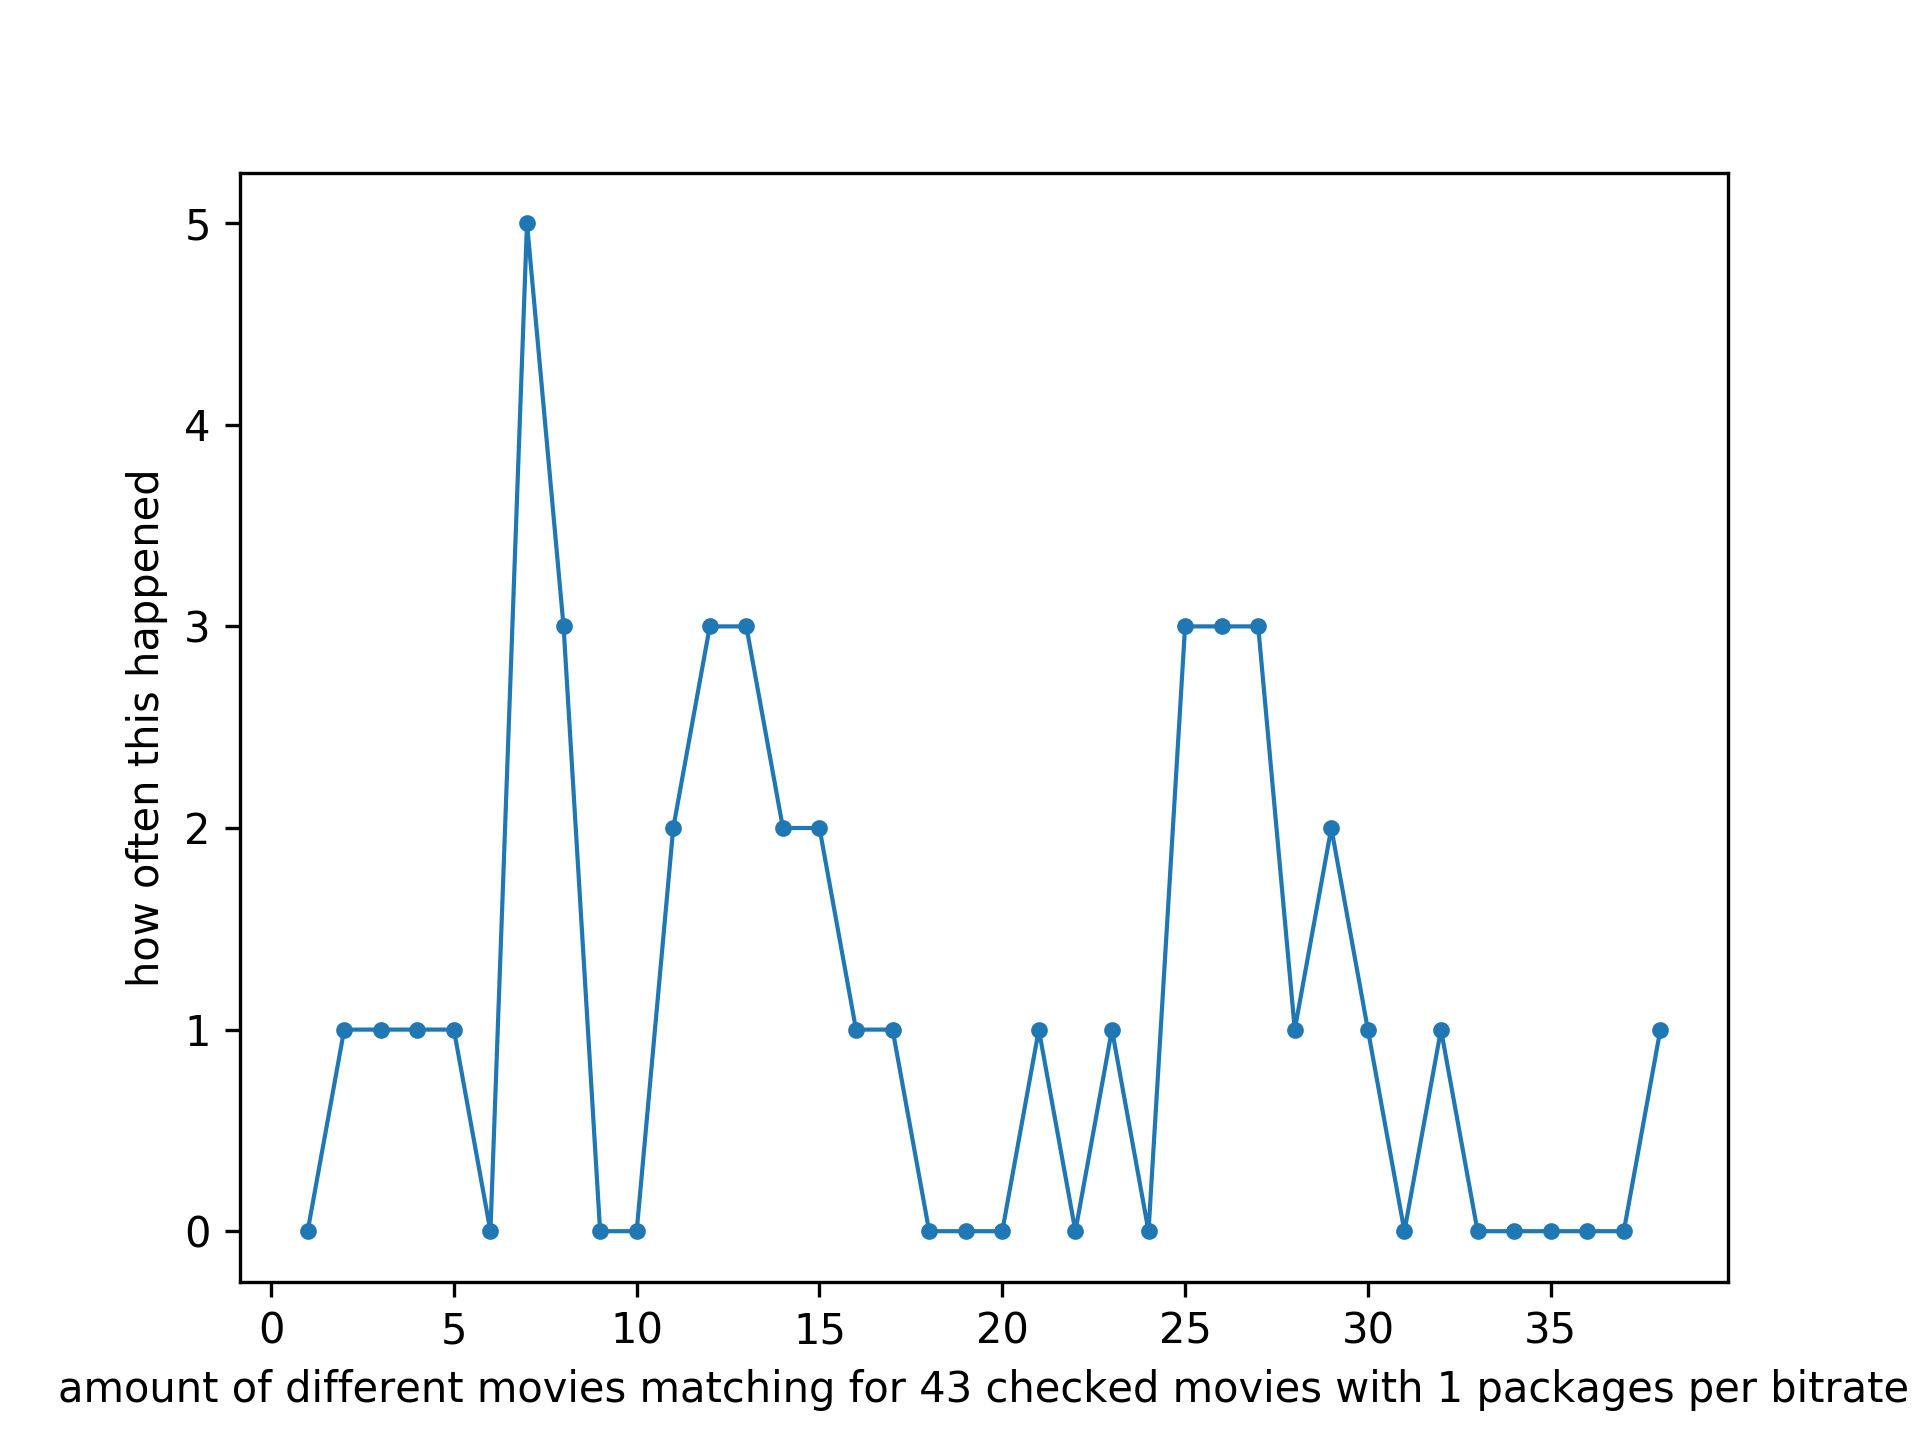 how often this happened
5
4
3
2
1
0
0 5 10 15 20 25 30 35
amount of different movies matching for 43 checked movies with 1 packages per bitrate